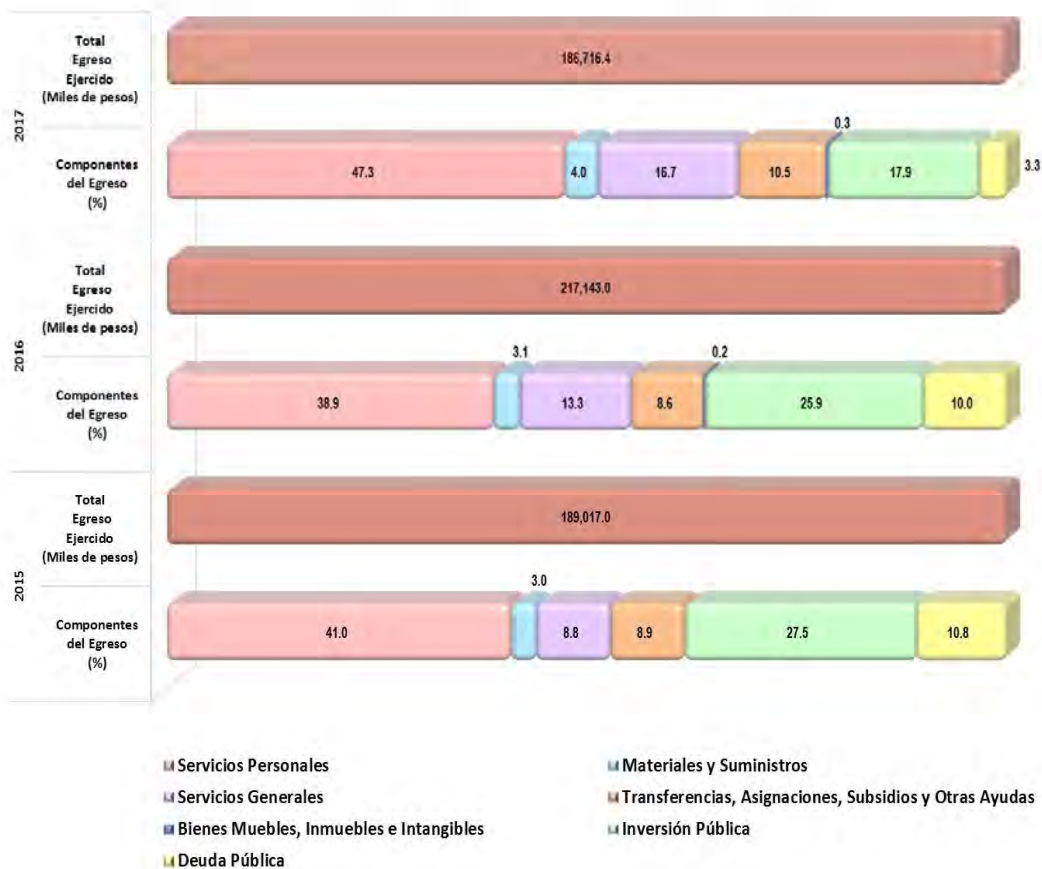 2017
Total
Egreso
Ejercido
(Miles de pesos)
186,716.4
0.3
Componentes
del Egreso
(%)
47.3
4.0
16.7
10.5
17.9
3.3
2016
Total
Egreso
Ejercido
(Miles de pesos)
217,143.0
3.1
0.2
Componentes
del Egreso
(%)
38.9
13.3
8.6
25.9
10.0
2015
Total
Egreso
Ejercido
(Miles de pesos)
189,017.0
3.0
Componentes
del Egreso
(%)
41.0
8.8
8.9
27.5
10.8
Servicios Personales
Materiales y Suministros
Servicios Generales
Transferencias, Asignaciones, Subsidios y Otras Ayudas
Bienes Muebles, Inmuebles e Intangibles
Inversión Pública
Deuda Pública